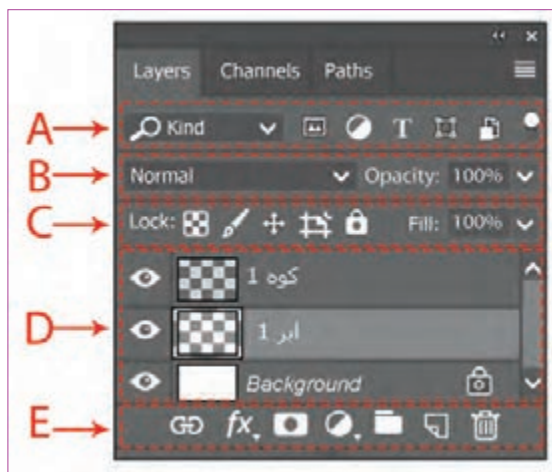 Layers Channels Paths
A Kind T
B Normal Opacity: 100%
C Lock: Fill: 100%
کوه 1
D ابر 1
Background
E fx